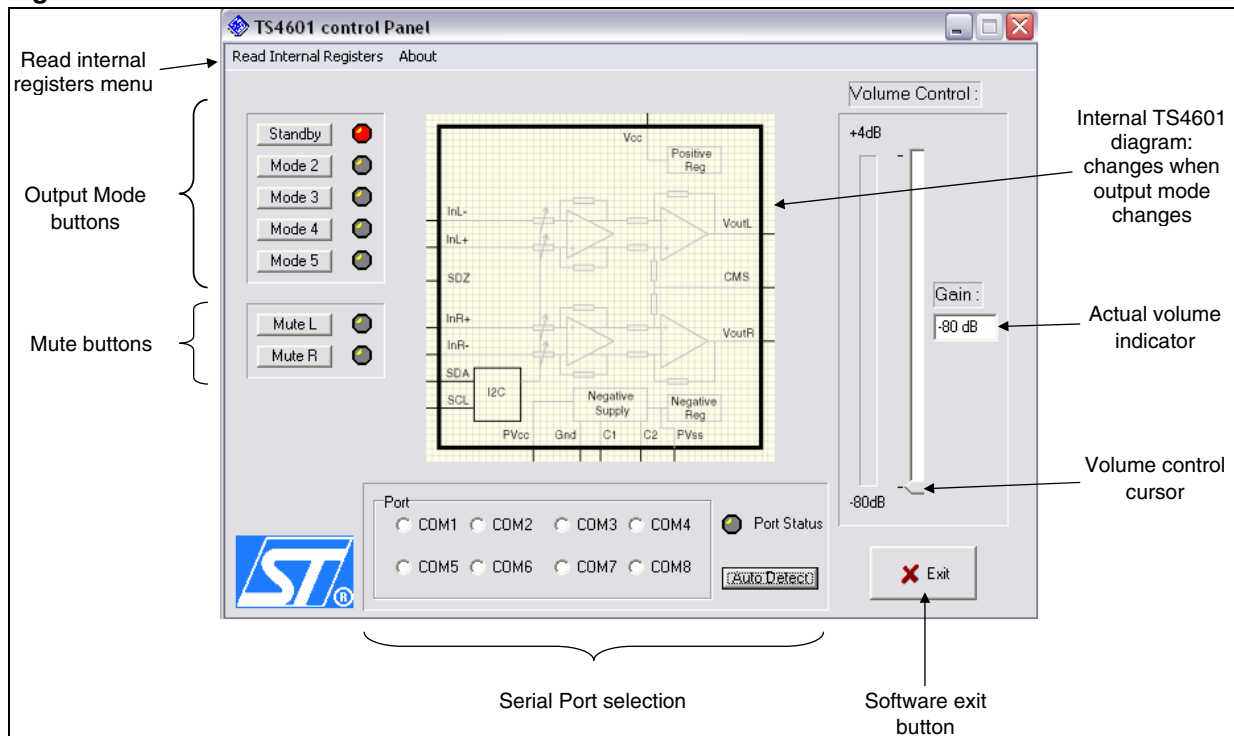 TS4601 control Panel
Read Internal Registers About
Read internal
registers menu
Output Mode
buttons
Mute buttons
Standby
Mode 2
Mode 3
Mode 4
Mode 5
Mute L
Mute R
Vcc
Positive
Reg
InL-
InL+
SDZ
InR+
InR-
SDA
SCL
I2C
VoutL
CMS
VoutR
Negative
Supply
Negative
Reg
PVcc Gnd C1 C2 PVss
Volume Control :
+4dB
-80dB
Gain :
-80 dB
Internal TS4601
diagram:
changes when
output mode
changes
Actual volume
indicator
Volume control
cursor
Port
COM1 COM2 COM3 COM4
COM5 COM6 COM7 COM8
Port Status
Auto Detect
Exit
ST®
Serial Port selection
Software exit
button